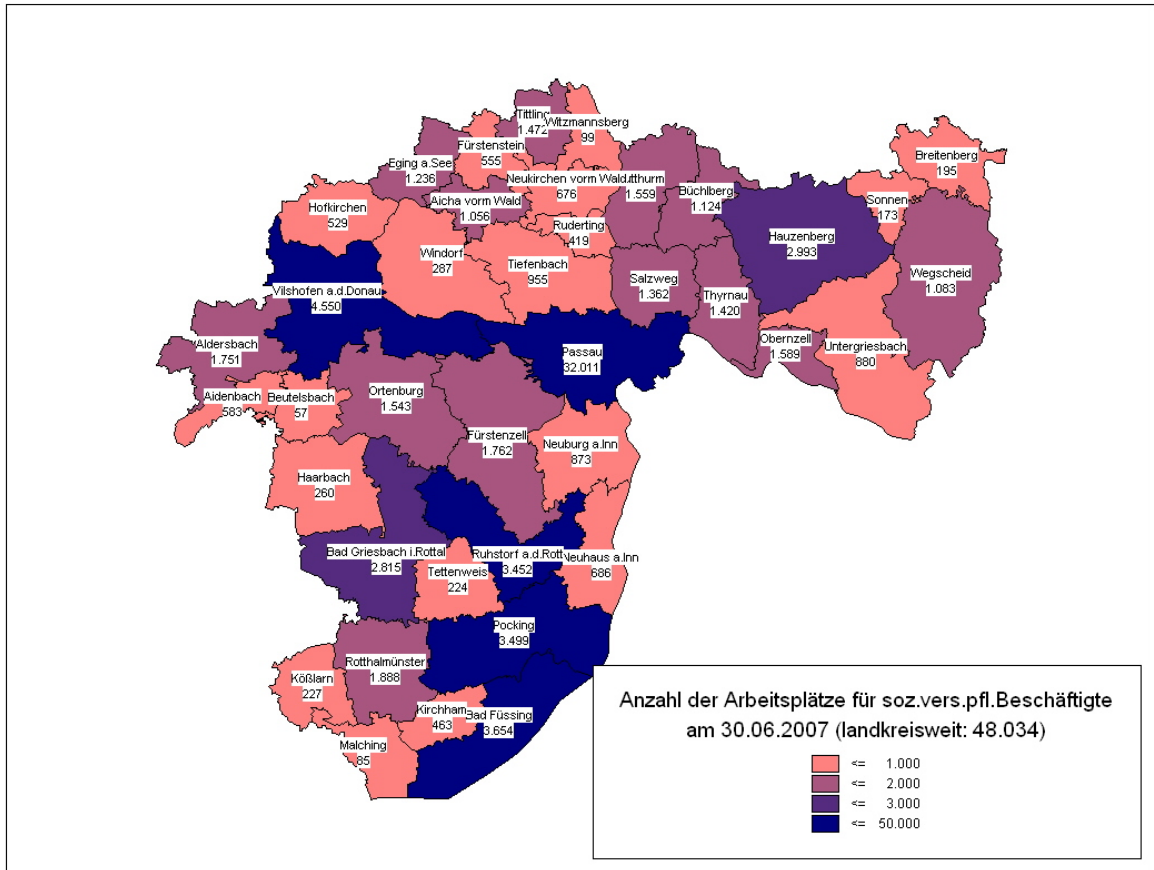 Tittling
1.472
Witzmannsberg
99
Fürstenstein
555
Eging a.See
1.236
Neukirchen vorm Wald
676
utthurm
1.559
Büchlberg
1.124
Breitenberg
195
Sonnen
173
Aicha vorm Wald
1.056
Hofkirchen
529
Ruderting
419
Hauzenberg
2.993
Windorf
287
Tiefenbach
955
Salzweg
1.362
Thyrnau
1.420
Wegscheid
1.083
Vilshofen a.d.Donau
4.550
Aldersbach
1.751
Passau
32.011
Obernzell
1.589
Untergriesbach
880
Aidenbach
583
Beutelsbach
57
Ortenburg
1.543
Fürstenzell
1.762
Neuburg a.Inn
873
Haarbach
260
Bad Griesbach i.Rottal
2.815
Ruhstorf a.d.Rott
3.452
Neuhaus a.Inn
686
Tettenweis
224
Pocking
3.499
Rotthalmünster
1.888
Kößlarn
227
Kirchham
463
Bad Füssing
3.654
Malching
85
Anzahl der Arbeitsplätze für soz.vers.pfl.Beschäftigte
am 30.06.2007 (landkreisweit: 48.034)
<= 1.000
<= 2.000
<= 3.000
<= 50.000